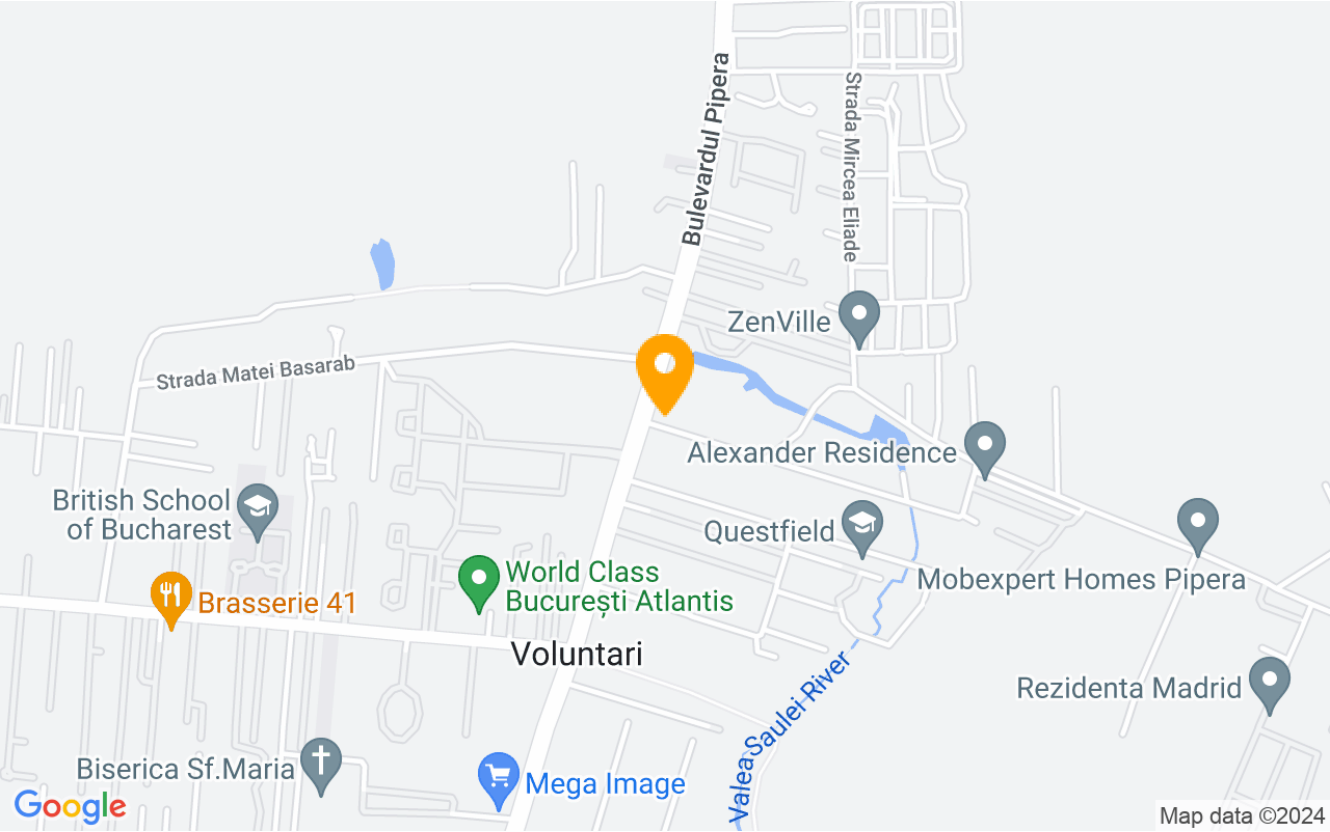 Bulevardul Pipera
Strada Mircea Eliade
ZenVille
Strada Matei Basarab
Alexander Residence
British School
of Bucharest
Questfield
World Class
București Atlantis
Mobexpert Homes Pipera
Brasserie 41
Voluntari
Rezidenta Madrid
Valea Saulei River
Biserica Sf.Maria
Mega Image
Google
Map data ©2024